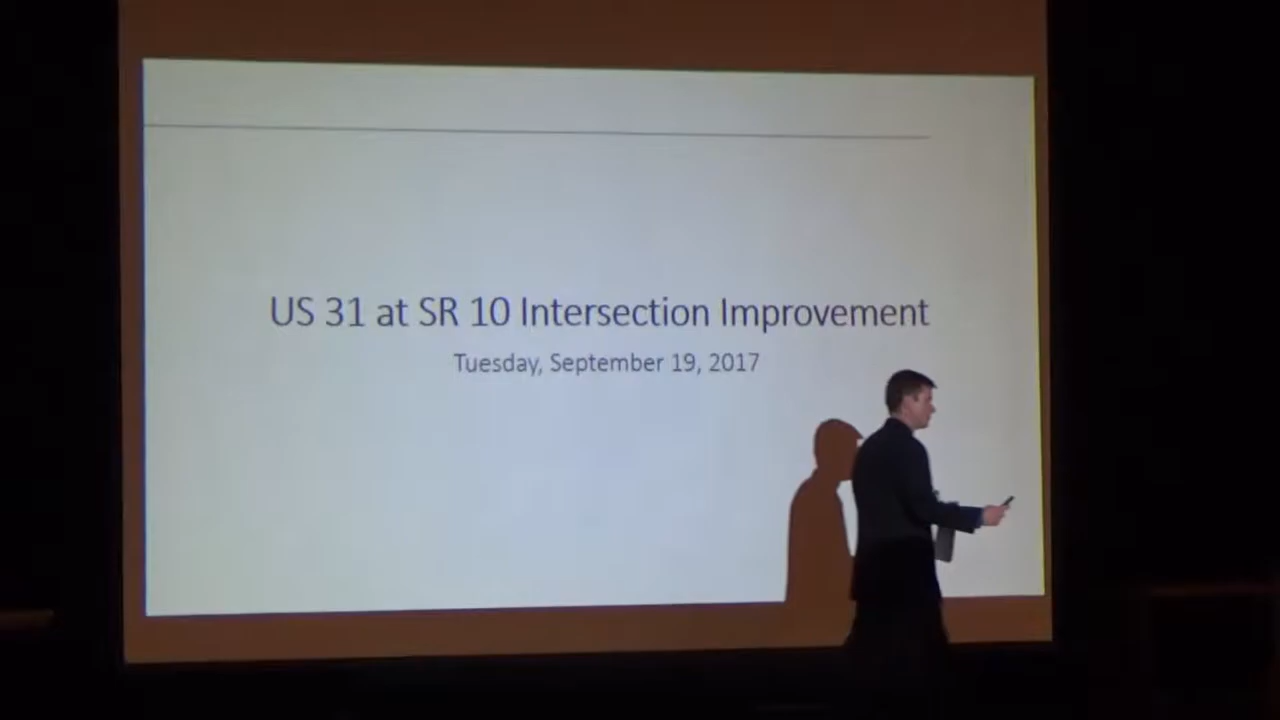 US 31 at SR 10 Intersection Improvement
Tuesday, September 19, 2017